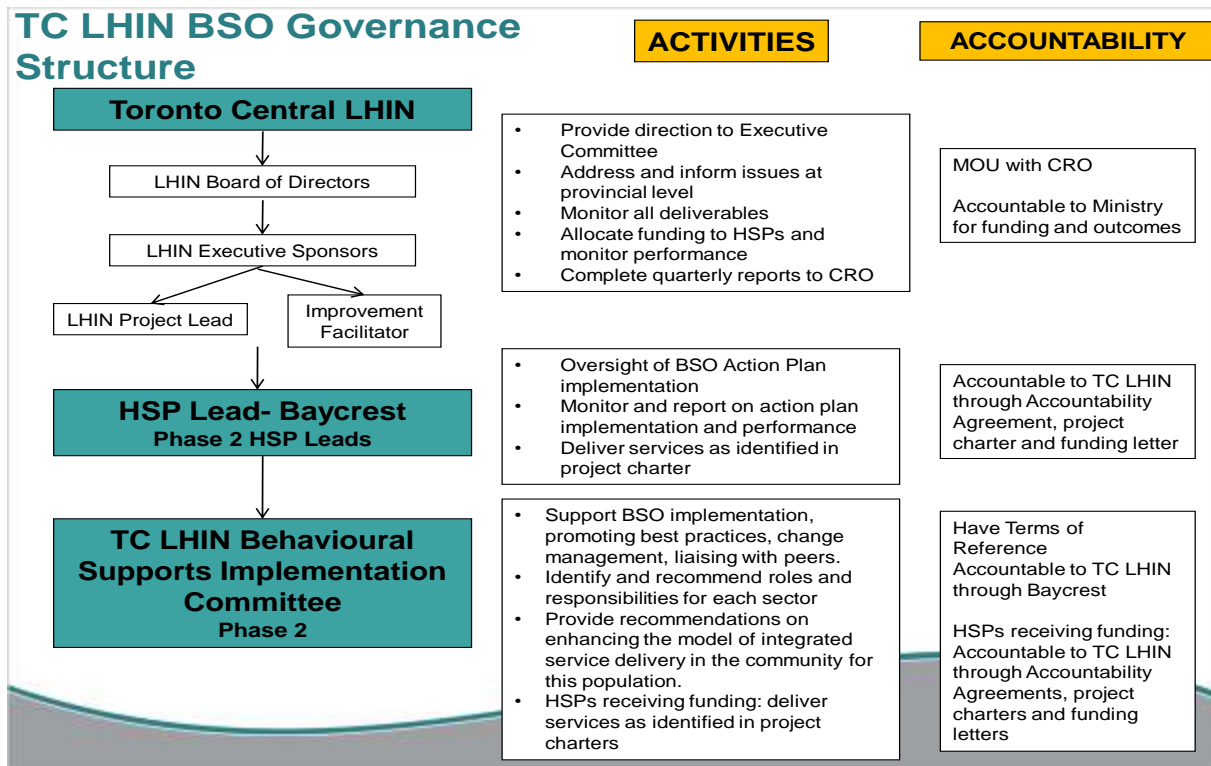 TC LHIN BSO Governance
Structure
ACTIVITIES
ACCOUNTABILITY
Toronto Central LHIN
LHIN Board of Directors
LHIN Executive Sponsors
LHIN Project Lead
Improvement
Facilitator
• Provide direction to Executive
Committee
• Address and inform issues at
provincial level
• Monitor all deliverables
• Allocate funding to HSPs and
monitor performance
• Complete quarterly reports to CRO
MOU with CRO
Accountable to Ministry
for funding and outcomes
HSP Lead- Baycrest
Phase 2 HSP Leads
• Oversight of BSO Action Plan
implementation
• Monitor and report on action plan
implementation and performance
• Deliver services as identified in
project charter
Accountable to TC LHIN
through Accountability
Agreement, project
charter and funding letter
TC LHIN Behavioural
Supports Implementation
Committee
Phase 2
• Support BSO implementation,
promoting best practices, change
management, liaising with peers.
• Identify and recommend roles and
responsibilities for each sector
• Provide recommendations on
enhancing the model of integrated
service delivery in the community for
this population.
• HSPs receiving funding: deliver
services as identified in project
charters
Have Terms of
Reference
Accountable to TC LHIN
through Baycrest
HSPs receiving funding:
Accountable to TC LHIN
through Accountability
Agreements, project
charters and funding
letters